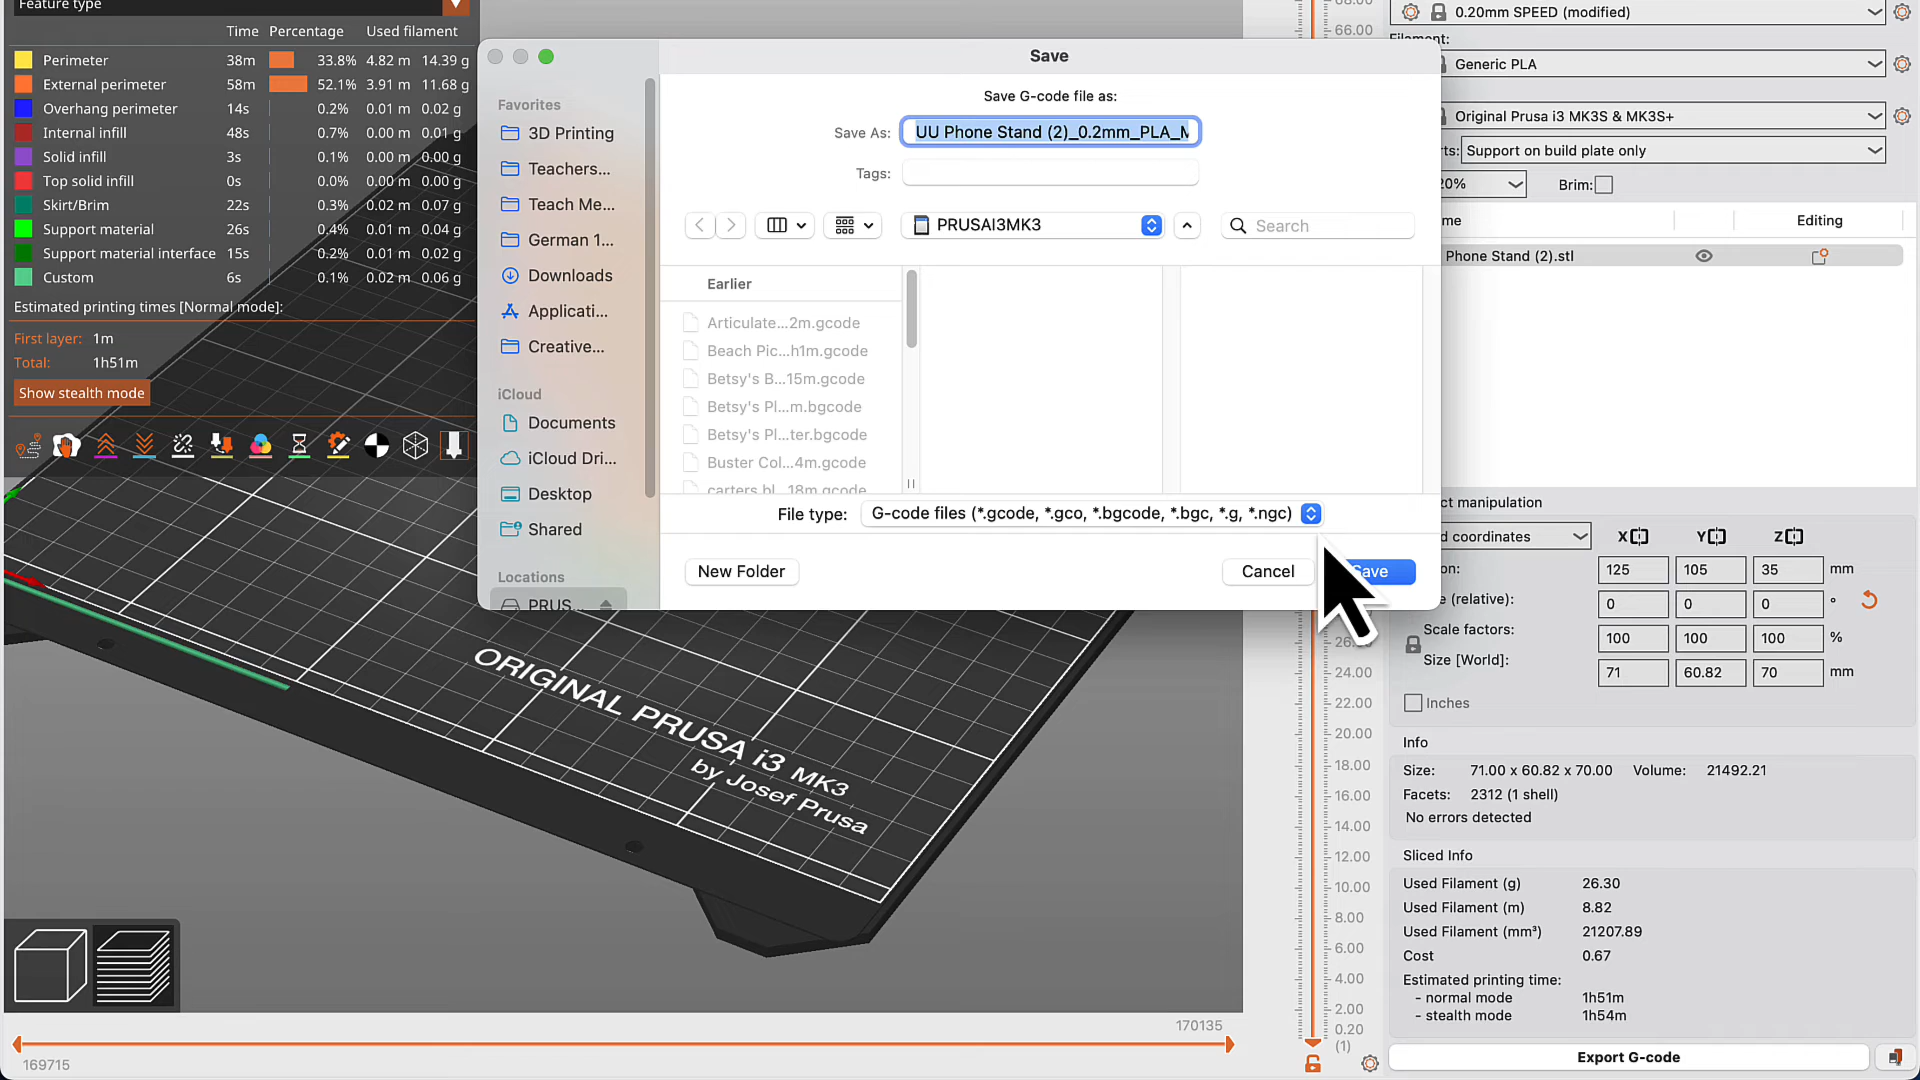 Feature type
Time Percentage Used filament
Perimeter 38m 33.8% 4.82 m 14.39 g
External perimeter 58m 52.1% 3.91 m 11.68 g
Overhang perimeter 14s 0.2% 0.01 m 0.02 g
Internal infill 48s 0.7% 0.00 m 0.01 g
Solid infill 3s 0.1% 0.00 m 0.00 g
Top solid infill 0s 0.0% 0.00 m 0.00 g
Skirt/Brim 22s 0.3% 0.02 m 0.07 g
Support material 26s 0.4% 0.01 m 0.04 g
Support material interface 15s 0.2% 0.01 m 0.02 g
Custom 6s 0.1% 0.02 m 0.06 g
Estimated printing times [Normal mode]:
First layer: 1m
Total: 1h51m
Show stealth mode
Save
Favorites
3D Printing
Teachers...
Teach Me...
German 1...
Downloads
Applicati...
Creative...
iCloud
Documents
iCloud Dri...
Desktop
Shared
Locations
PRUS...
Save G-code file as:
Save As: UU Phone Stand (2)_0.2mm_PLA_M
Tags:
PRUSAI3MK3
Search
Earlier
Articulate...2m.gcode
Beach Pic...h1m.gcode
Betsy's B...15m.gcode
Betsy's Pl...m.bgcode
Betsy's Pl...ter.bgcode
Buster Col...4m.gcode
carters bl...18m.gcode
File type: G-code files (*.gcode, *.gco, *.bgcode, *.bgc, *.g, *.ngc)
New Folder
Cancel
Save
ORIGINAL PRUSA i3 MK3
by Josef Prusa
170135
169715
66.00
24.00
22.00
20.00
18.00
16.00
14.00
12.00
10.00
8.00
6.00
4.00
2.00
0.20
(1)
0.20mm SPEED (modified)
Filament:
Generic PLA
Original Prusa i3 MK3S & MK3S+
rts: Support on build plate only
20%
Brim:
me
Editing
Phone Stand (2).stl
ct manipulation
d coordinates X Y Z
on: 125 105 35 mm
e (relative): 0 0 0 °
Scale factors: 100 100 100 %
Size [World]: 71 60.82 70 mm
Inches
Info
Size: 71.00 x 60.82 x 70.00 Volume: 21492.21
Facets: 2312 (1 shell)
No errors detected
Sliced Info
Used Filament (g) 26.30
Used Filament (m) 8.82
Used Filament (mm³) 21207.89
Cost 0.67
Estimated printing time:
- normal mode 1h51m
- stealth mode 1h54m
Export G-code